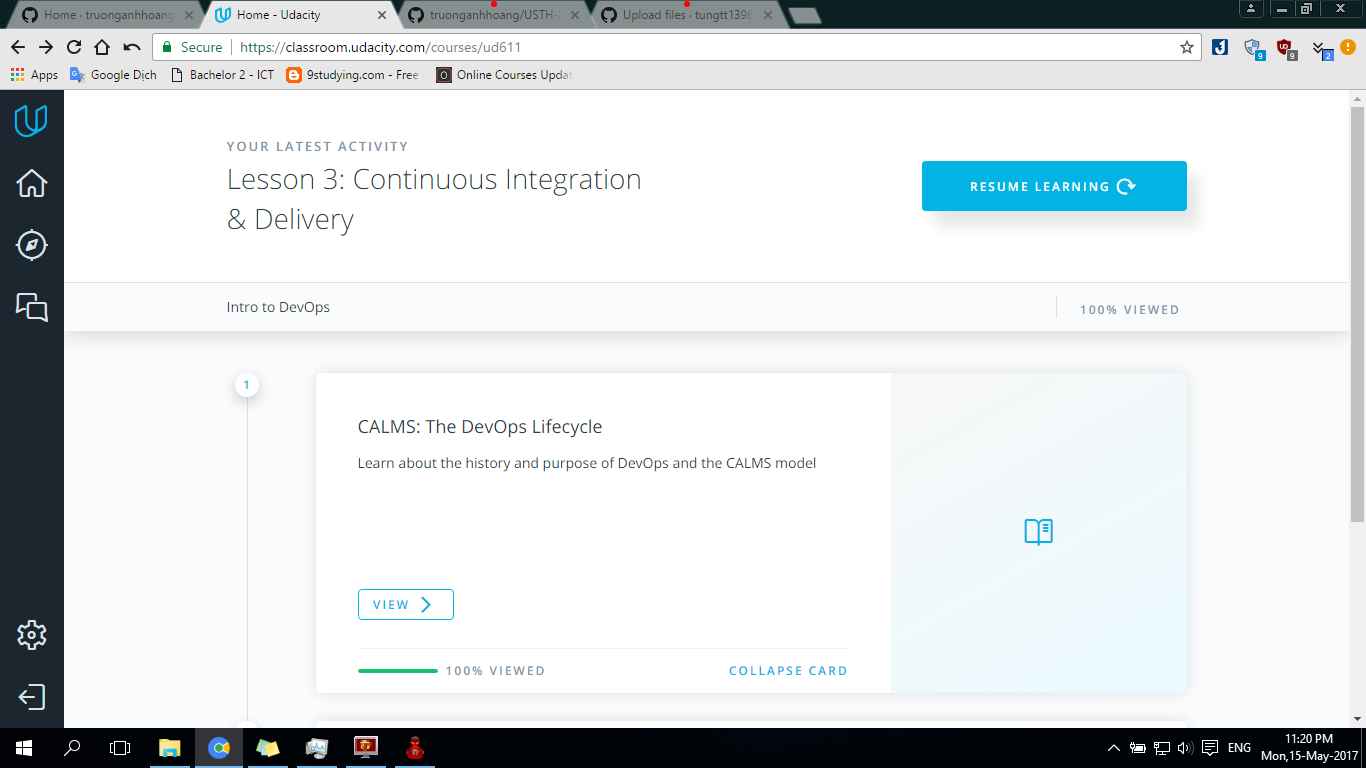 Home · truonganhhoang
Home - Udacity
truonganhhoang/USTH-
Upload files · tungtt1396
Secure
https://classroom.udacity.com/courses/ud611
Apps
Google Dịch
Bachelor 2 - ICT
9studying.com - Free
Online Courses Updat
9
9
2
YOUR LATEST ACTIVITY
Lesson 3: Continuous Integration
& Delivery
RESUME LEARNING
Intro to DevOps
100% VIEWED
1
CALMS: The DevOps Lifecycle
Learn about the history and purpose of DevOps and the CALMS model
VIEW
100% VIEWED
COLLAPSE CARD
ENG
11:20 PM
Mon,15-May-2017